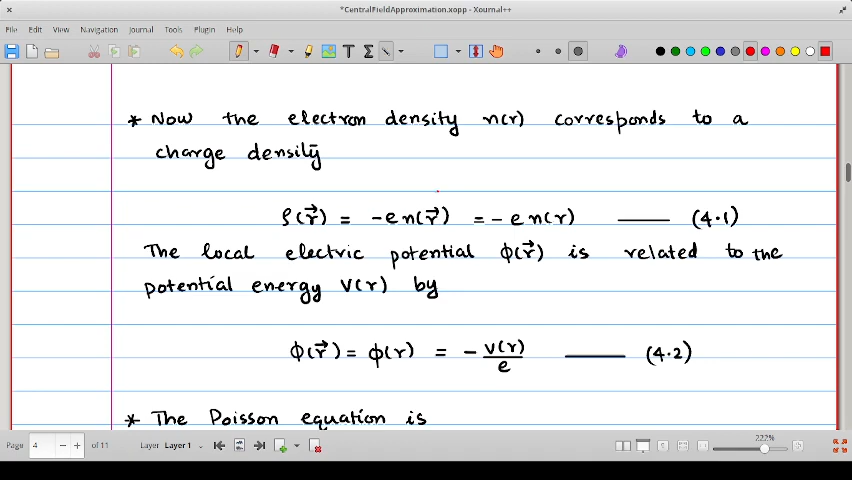 *CentralFieldApproximation.xopp - Xournal++
File Edit View Navigation Journal Tools Plugin Help
* Now the electron density n(r) corresponds to a
charge density
ρ(r⃗) = -e n(r⃗) = - e n(r) —— (4.1)
The local electric potential ϕ(r⃗) is related to the
potential energy V(r) by
ϕ(r⃗) = ϕ(r) = - V(r)/e —— (4.2)
* The Poisson equation is
Page 4 of 11 Layer Layer 1 222%